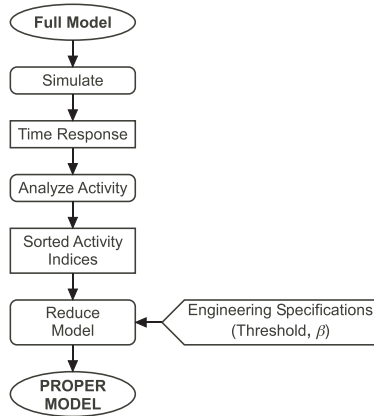 Full Model
Simulate
Time Response
Analyze Activity
Sorted Activity
Indices
Reduce
Model
Engineering Specifications
(Threshold, β)
PROPER
MODEL